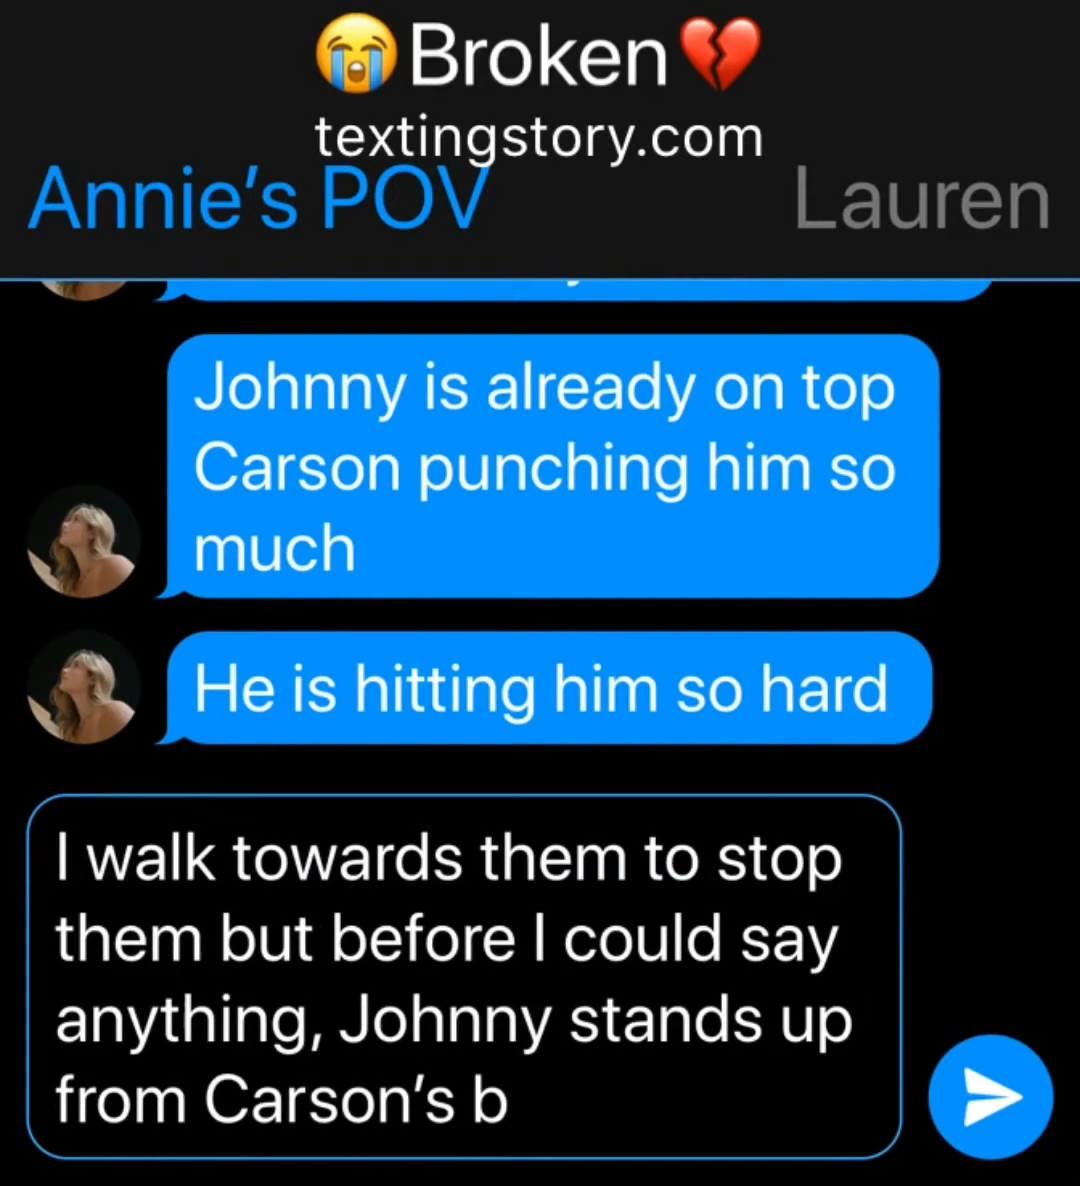 😭Broken💔
textingstory.com
Annie’s POV
Lauren
Johnny is already on top
Carson punching him so
much
He is hitting him so hard
I walk towards them to stop
them but before I could say
anything, Johnny stands up
from Carson’s b